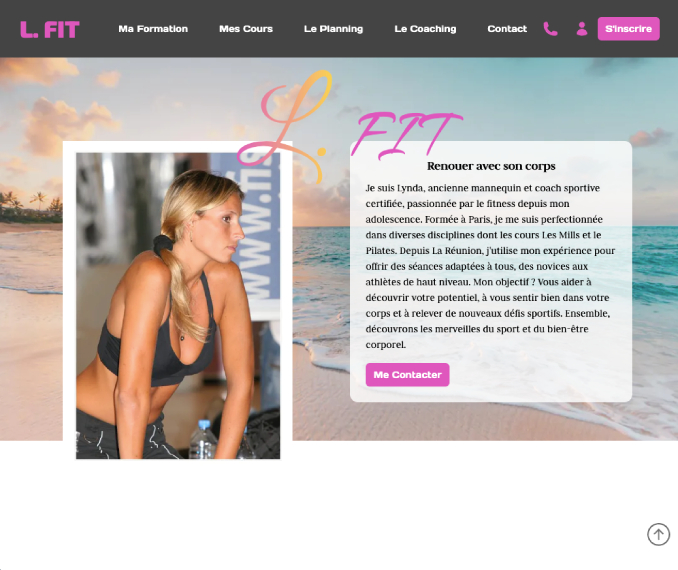 L. FIT
Ma Formation
Mes Cours
Le Planning
Le Coaching
Contact
S'inscrire
L. FIT
www.
Renouer avec son corps
Je suis Lynda, ancienne mannequin et coach sportive
certifiée, passionnée par le fitness depuis mon
adolescence. Formée à Paris, je me suis perfectionnée
dans diverses disciplines dont les cours Les Mills et le
Pilates. Depuis La Réunion, j'utilise mon expérience pour
offrir des séances adaptées à tous, des novices aux
athlètes de haut niveau. Mon objectif ? Vous aider à
découvrir votre potentiel, à vous sentir bien dans votre
corps et à relever de nouveaux défis sportifs. Ensemble,
découvrons les merveilles du sport et du bien-être
corporel.
Me Contacter